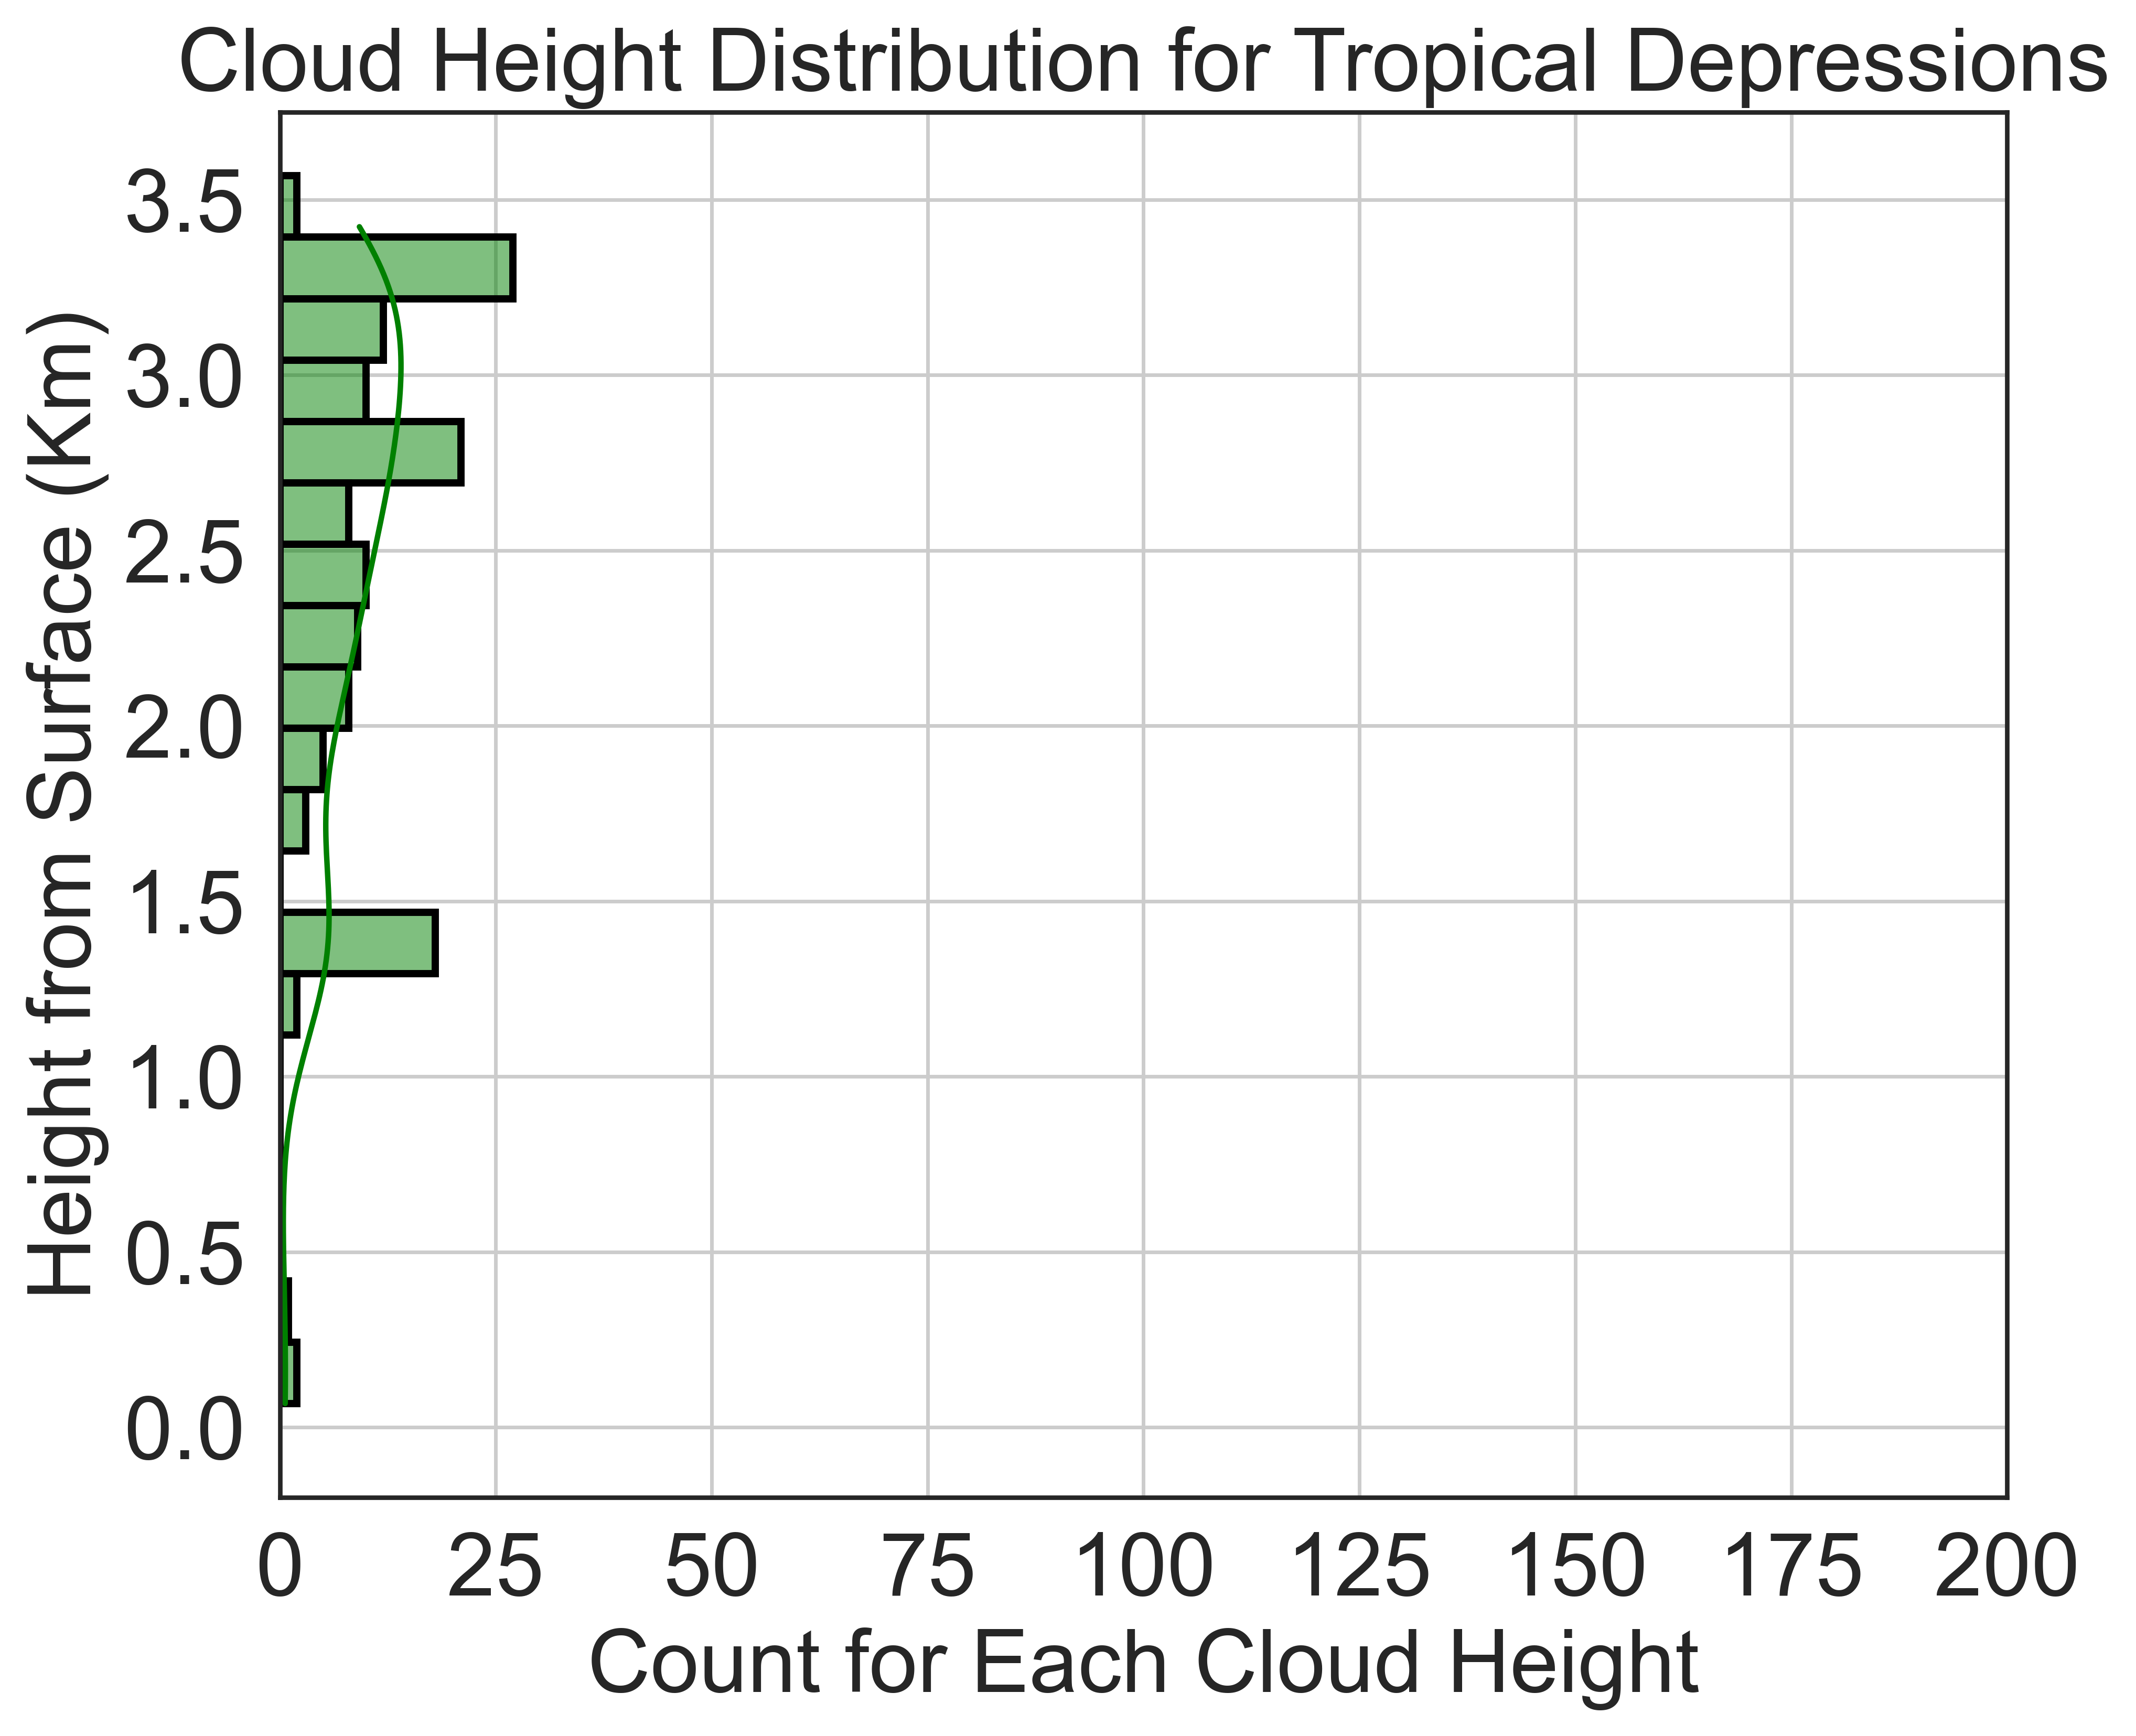 Cloud Height Distribution for Tropical Depressions
Height from Surface (Km)
3.5
3.0
2.5
2.0
1.5
1.0
0.5
0.0
0 25 50 75 100 125 150 175 200
Count for Each Cloud Height